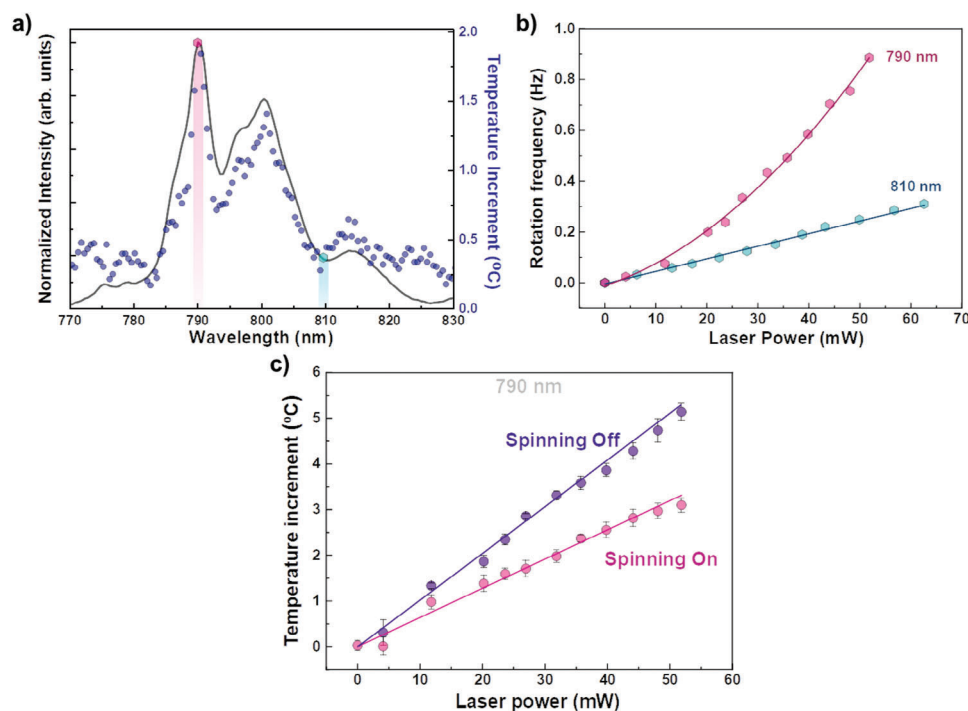 a)
Normalized Intensity (arb. units)
770 780 790 800 810 820 830
Wavelength (nm)
2.0
1.5
1.0
0.5
0.0
Temperature Increment (ºC)
b)
Rotation frequency (Hz)
1.0
0.8
0.6
0.4
0.2
0.0
790 nm
810 nm
0 10 20 30 40 50 60 70
Laser Power (mW)
c)
Temperature increment (ºC)
6
5
4
3
2
1
0
790 nm
Spinning Off
Spinning On
0 10 20 30 40 50 60
Laser power (mW)